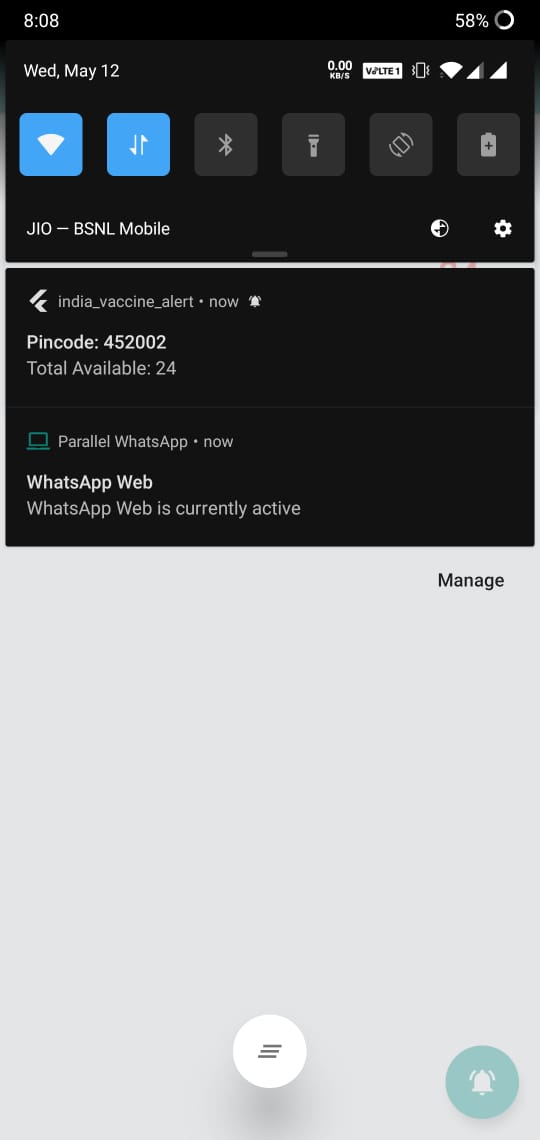 8:08
58%
Wed, May 12
0.00
KB/S
VoLTE 1
JIO — BSNL Mobile
india_vaccine_alert • now
Pincode: 452002
Total Available: 24
Parallel WhatsApp • now
WhatsApp Web
WhatsApp Web is currently active
Manage